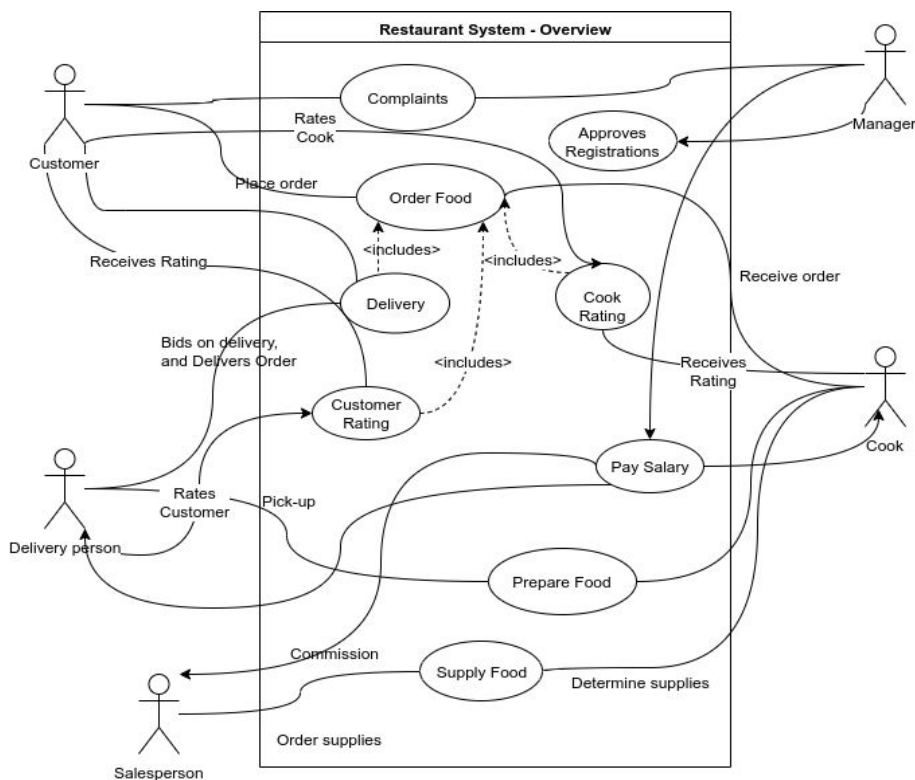 Restaurant System - Overview
Complaints
Rates
Cook
Manager
Approves
Registrations
Customer
Place order
Order Food
<includes>
<includes>
Receives Rating
Receive order
Delivery
Cook
Rating
Bids on delivery,
and Delivers Order
<includes>
Receives
Rating
Customer
Rating
Cook
Pay Salary
Rates
Customer
Pick-up
Delivery person
Prepare Food
Commission
Supply Food
Determine supplies
Order supplies
Salesperson